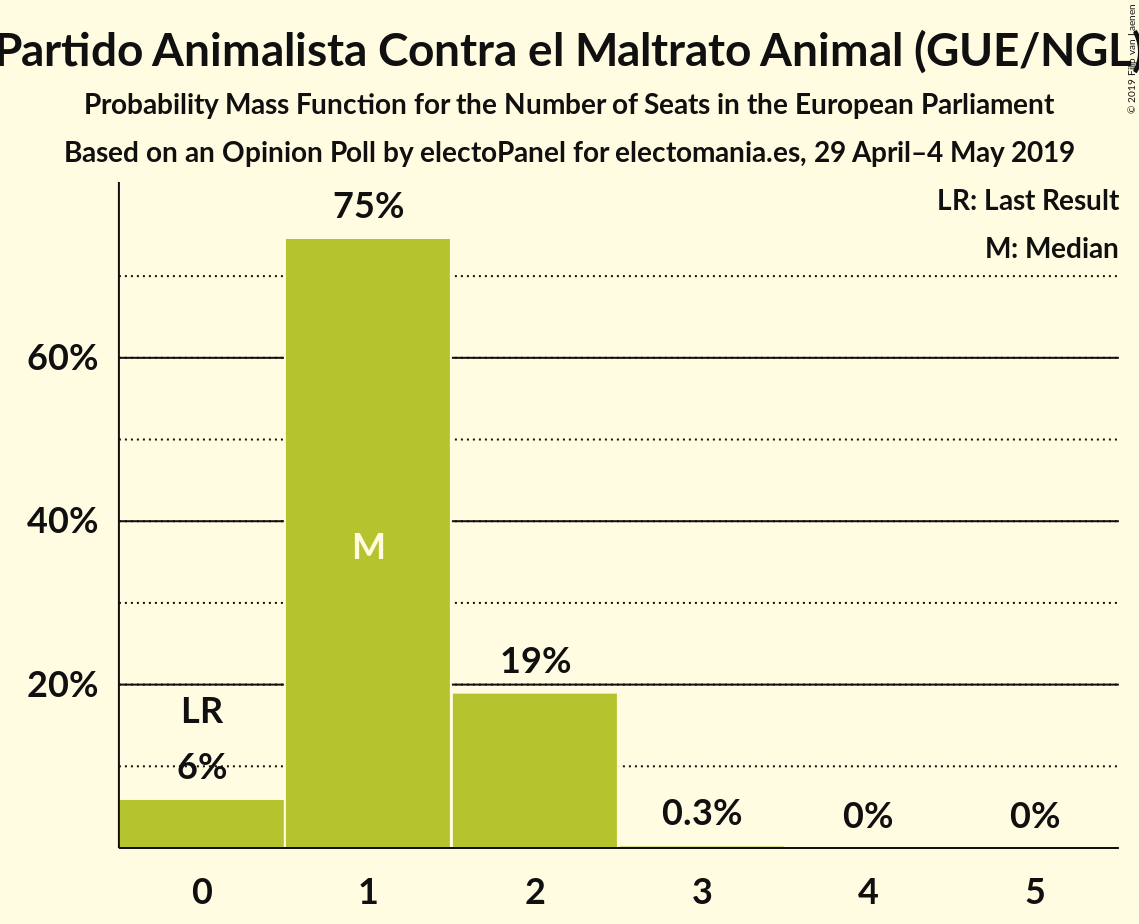 Partido Animalista Contra el Maltrato Animal (GUE/NGL)
© 2019 Filip van Laenen
Probability Mass Function for the Number of Seats in the European Parliament
Based on an Opinion Poll by electoPanel for electomania.es, 29 April–4 May 2019
LR: Last Result
M: Median
75%
60%
40%
M
19%
20%
LR
6%
0.3%
0%
0%
0 1 2 3 4 5